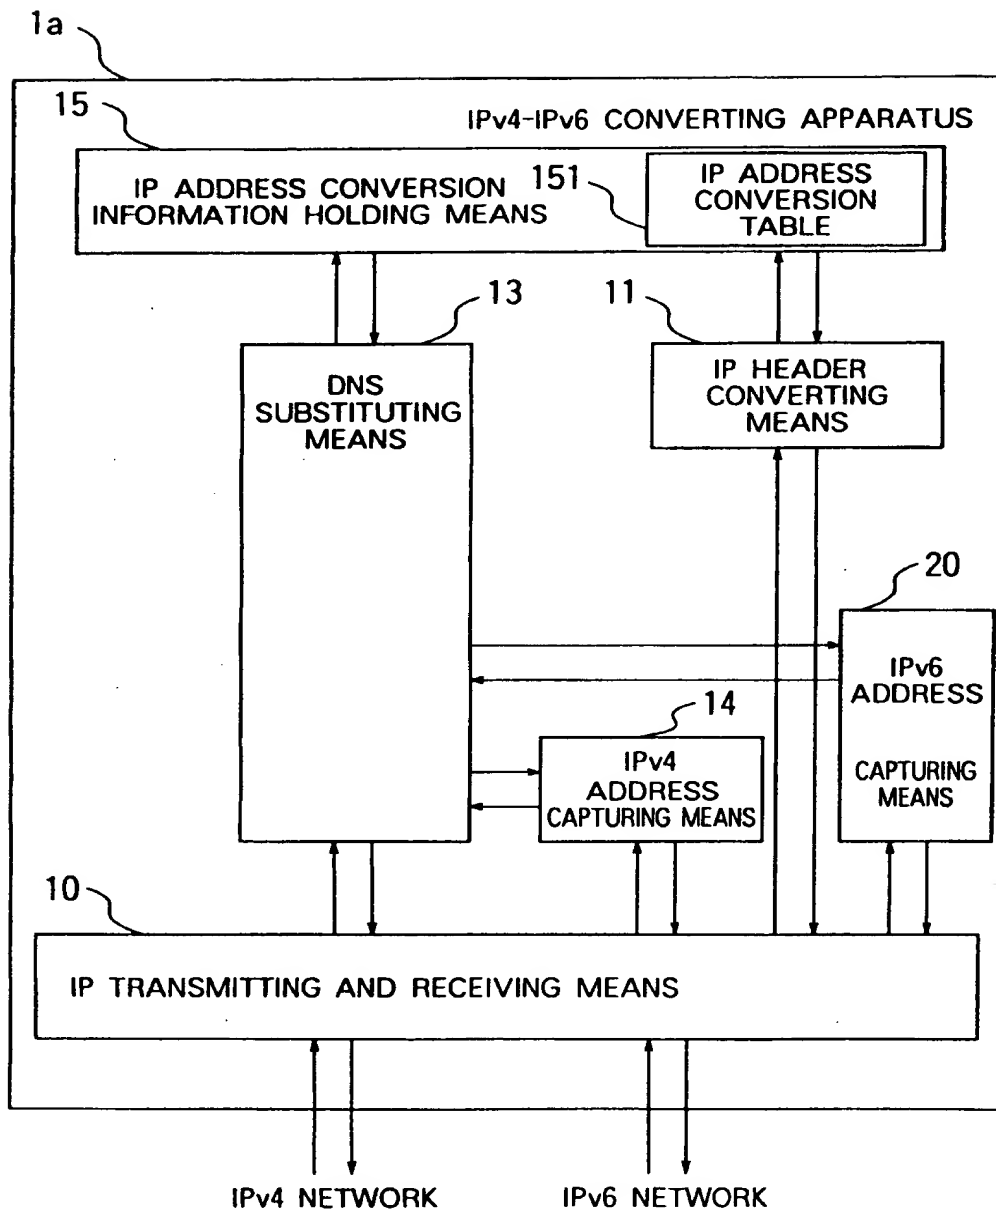 1a
15
IPv4-IPv6 CONVERTING APPARATUS
IP ADDRESS CONVERSION
INFORMATION HOLDING MEANS
151
IP ADDRESS
CONVERSION
TABLE
13
11
DNS
SUBSTITUTING
MEANS
IP HEADER
CONVERTING
MEANS
20
IPv6
ADDRESS
CAPTURING
MEANS
14
IPv4
ADDRESS
CAPTURING MEANS
10
IP TRANSMITTING AND RECEIVING MEANS
IPv4 NETWORK
IPv6 NETWORK